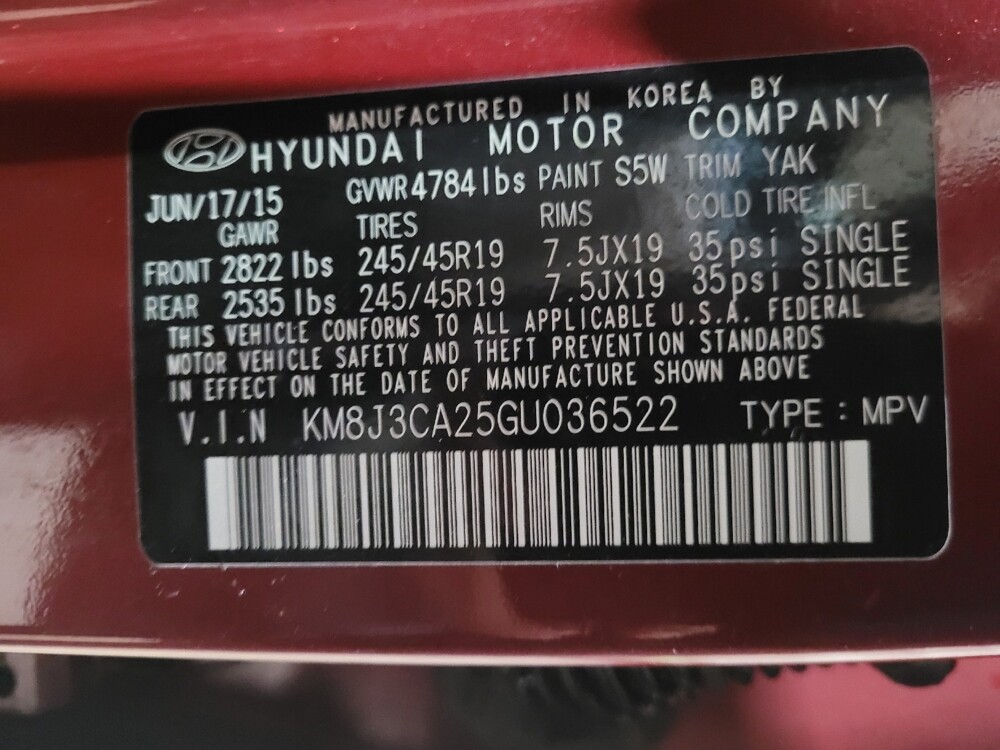 MANUFACTURED IN KOREA BY
HYUNDAI MOTOR COMPANY
JUN/17/15 GVWR 4784 lbs PAINT S5W TRIM YAK
GAWR TIRES RIMS COLD TIRE INFL
FRONT 2822 lbs 245/45R19 7.5JX19 35psi SINGLE
REAR 2535 lbs 245/45R19 7.5JX19 35psi SINGLE
THIS VEHICLE CONFORMS TO ALL APPLICABLE U.S.A. FEDERAL
MOTOR VEHICLE SAFETY AND THEFT PREVENTION STANDARDS
IN EFFECT ON THE DATE OF MANUFACTURE SHOWN ABOVE
V.I.N KM8J3CA25GU036522 TYPE : MPV